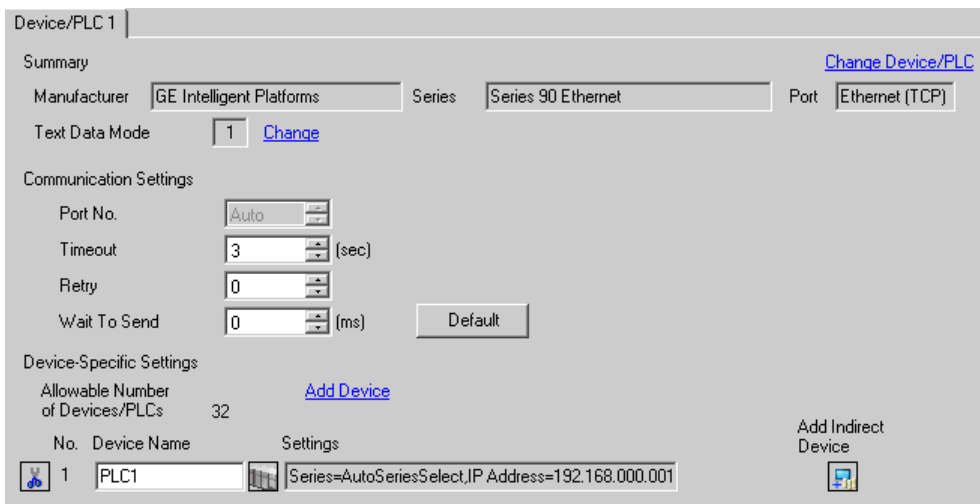 Device/PLC 1
Summary
Change Device/PLC
Manufacturer GE Intelligent Platforms Series Series 90 Ethernet Port Ethernet (TCP)
Text Data Mode 1 Change
Communication Settings
Port No. Auto
Timeout 3 (sec)
Retry 0
Wait To Send 0 (ms) Default
Device-Specific Settings
Allowable Number
of Devices/PLCs 32
Add Device
No. Device Name Settings
Add Indirect
Device
1 PLC1 Series=AutoSeriesSelect,IP Address=192.168.000.001